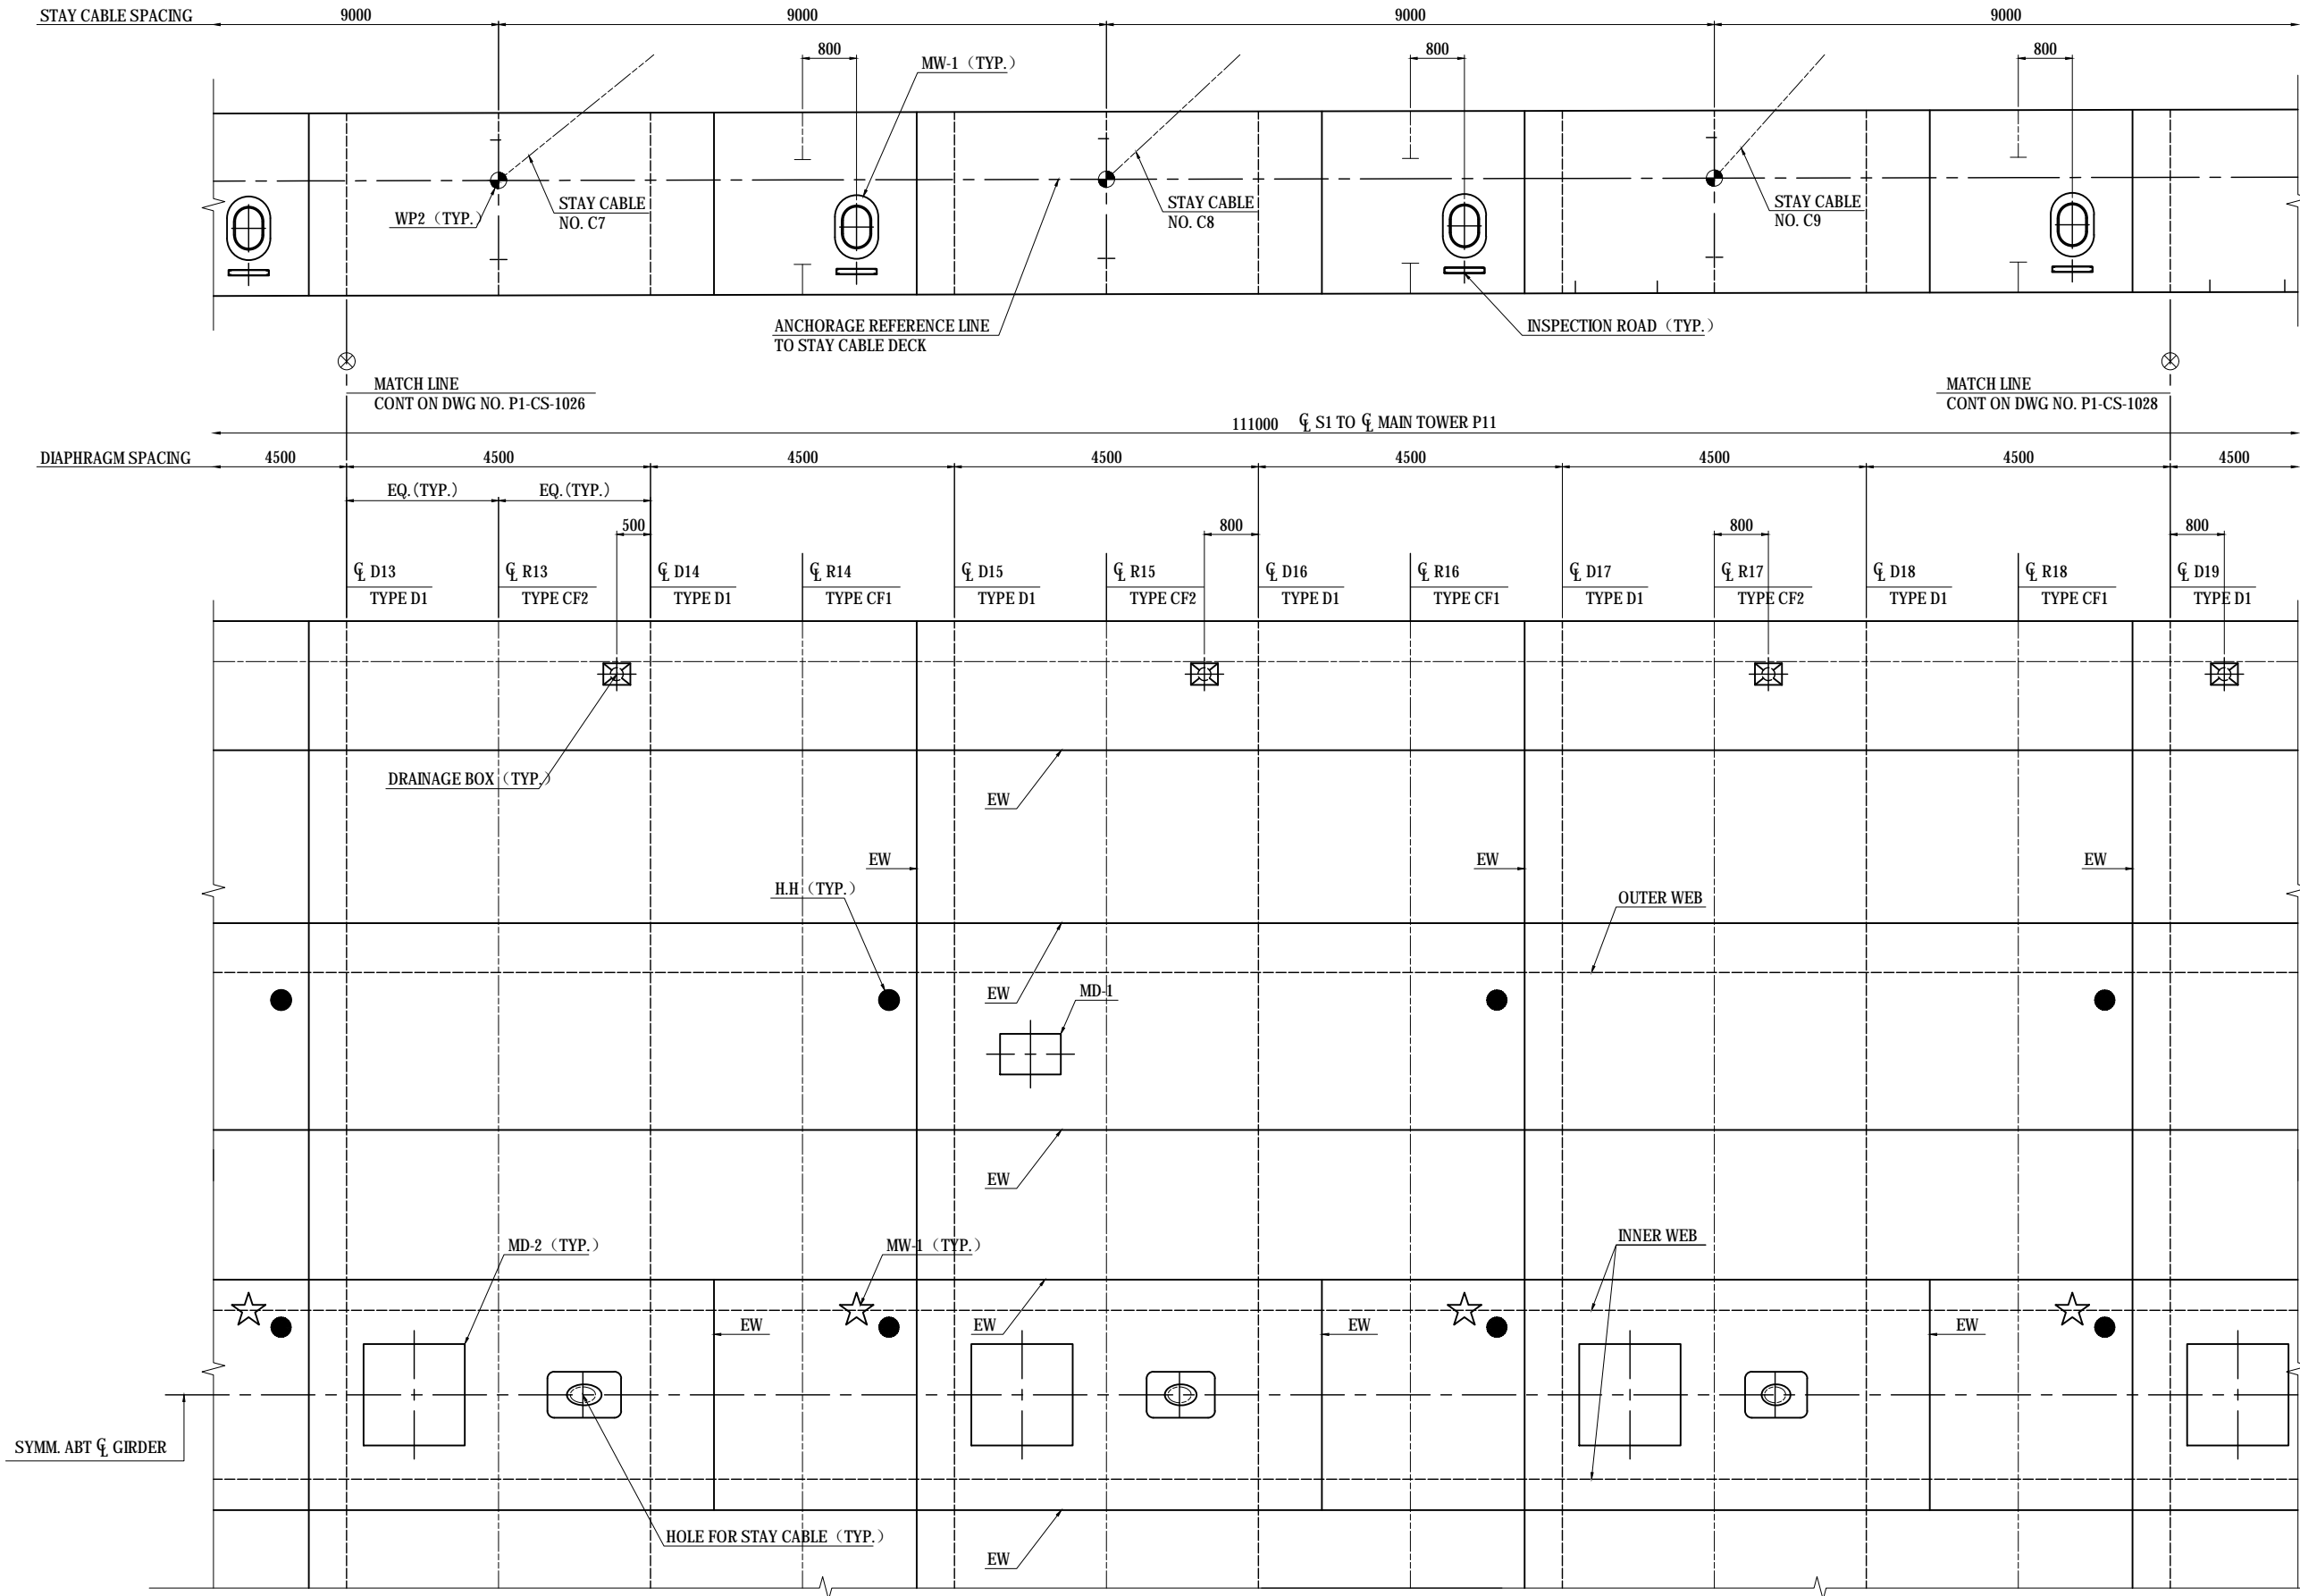 STAY CABLE SPACING 9000 9000 9000 9000
800 800 800
MW-1 (TYP.)
WP2 (TYP.)
STAY CABLE
NO. C7
STAY CABLE
NO. C8
STAY CABLE
NO. C9
ANCHORAGE REFERENCE LINE
TO STAY CABLE DECK
INSPECTION ROAD (TYP.)
MATCH LINE
CONT ON DWG NO. P1-CS-1026
MATCH LINE
CONT ON DWG NO. P1-CS-1028
111000 ℄ S1 TO ℄ MAIN TOWER P11
DIAPHRAGM SPACING 4500 4500 4500 4500 4500 4500 4500 4500
EQ.(TYP.) EQ.(TYP.)
500 800 800 800
℄ D13
TYPE D1
℄ R13
TYPE CF2
℄ D14
TYPE D1
℄ R14
TYPE CF1
℄ D15
TYPE D1
℄ R15
TYPE CF2
℄ D16
TYPE D1
℄ R16
TYPE CF1
℄ D17
TYPE D1
℄ R17
TYPE CF2
℄ D18
TYPE D1
℄ R18
TYPE CF1
℄ D19
TYPE D1
DRAINAGE BOX (TYP.)
EW
EW EW EW
H.H (TYP.)
OUTER WEB
EW
MD-1
EW
MD-2 (TYP.)
MW-1 (TYP.)
INNER WEB
EW EW EW EW
SYMM. ABT ℄ GIRDER
HOLE FOR STAY CABLE (TYP.)
EW